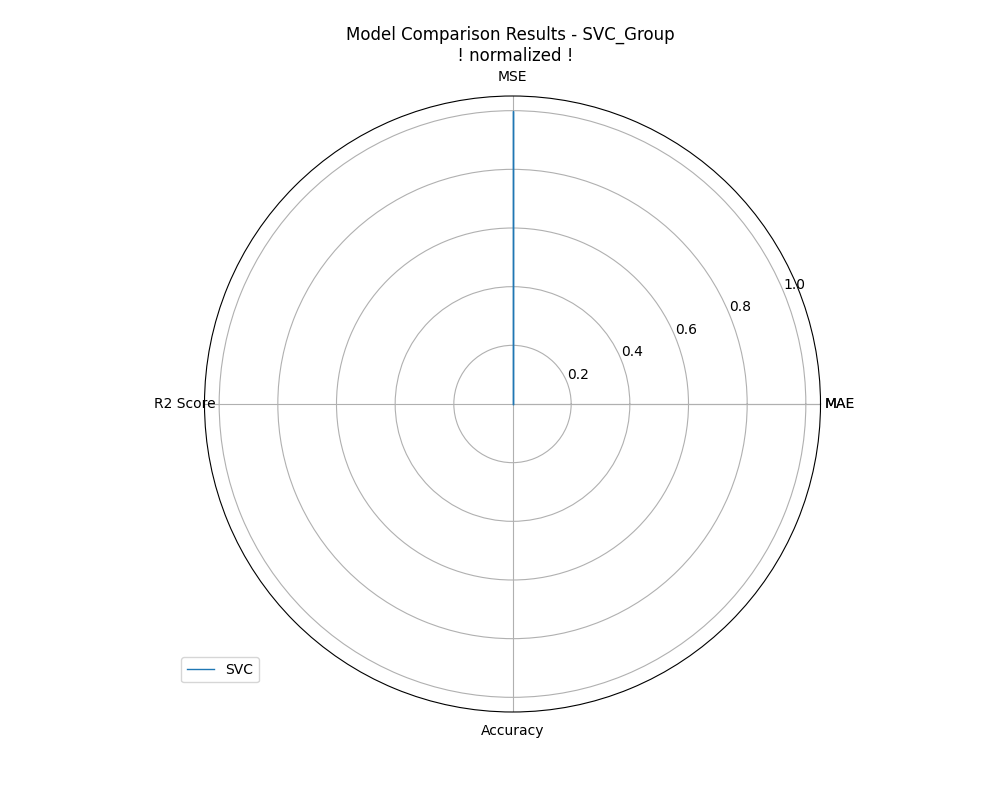 Model Comparison Results - SVC_Group
! normalized !
MSE
1.0
0.8
0.6
0.4
0.2
R2 Score
MAE
SVC
Accuracy